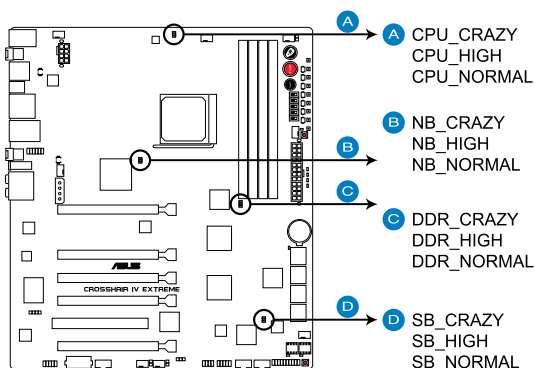 A
A CPU_CRAZY
CPU_HIGH
CPU_NORMAL
B
B NB_CRAZY
NB_HIGH
NB_NORMAL
C
C DDR_CRAZY
DDR_HIGH
DDR_NORMAL
ASUS
CROSSHAIR IV EXTREME
D
D SB_CRAZY
SB_HIGH
SB_NORMAL